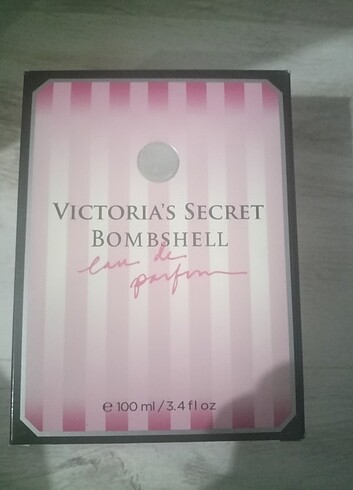 VICTORIA'S SECRET
BOMBSHELL
eau de
parfum
℮ 100 ml / 3.4 fl oz